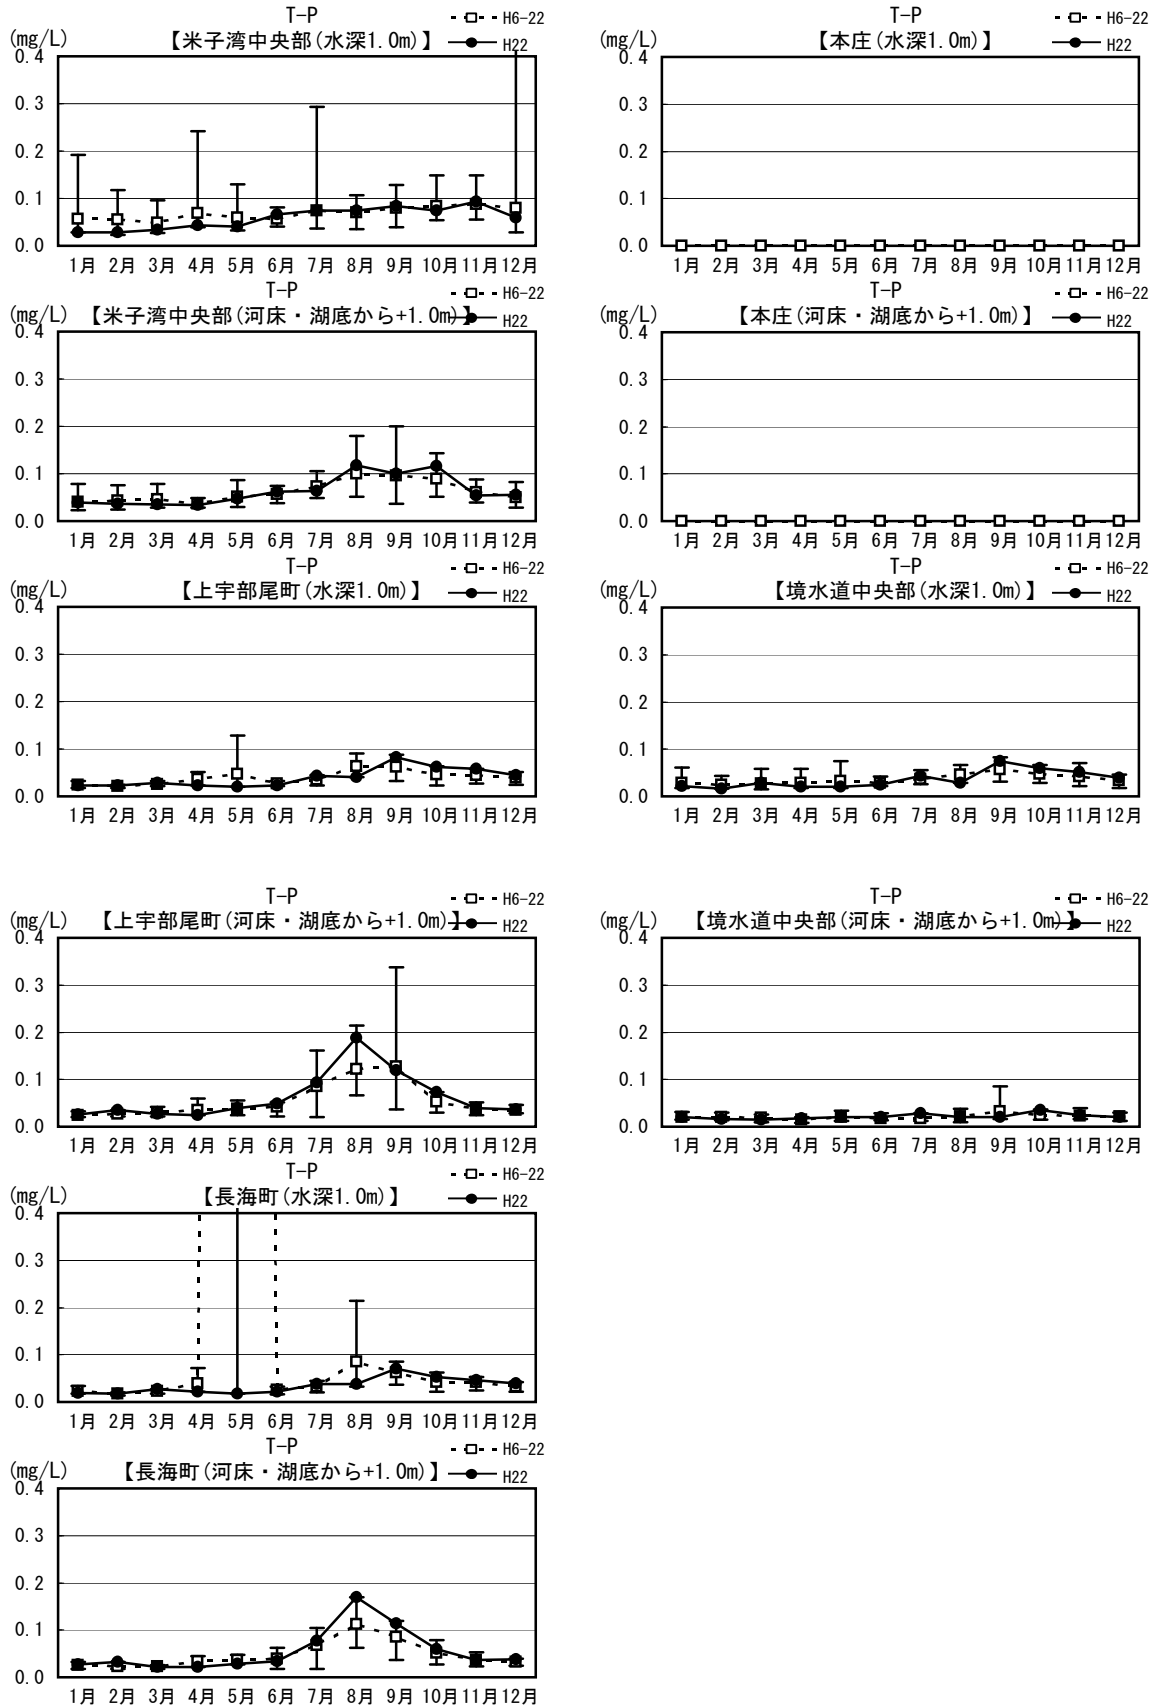 T-P
H6-22
(mg/L)
【米子湾中央部(水深1.0m)】
H22
0.4
0.3
0.2
0.1
0.0
1月 2月 3月 4月 5月 6月 7月 8月 9月 10月 11月 12月
T-P
H6-22
(mg/L)
【本庄(水深1.0m)】
H22
0.4
0.3
0.2
0.1
0.0
1月 2月 3月 4月 5月 6月 7月 8月 9月 10月 11月 12月
T-P
H6-22
(mg/L)
【米子湾中央部(河床・湖底から+1.0m)】
H22
0.4
0.3
0.2
0.1
0.0
1月 2月 3月 4月 5月 6月 7月 8月 9月 10月 11月 12月
T-P
H6-22
(mg/L)
【本庄(河床・湖底から+1.0m)】
H22
0.4
0.3
0.2
0.1
0.0
1月 2月 3月 4月 5月 6月 7月 8月 9月 10月 11月 12月
T-P
H6-22
(mg/L)
【上宇部尾町(水深1.0m)】
H22
0.4
0.3
0.2
0.1
0.0
1月 2月 3月 4月 5月 6月 7月 8月 9月 10月 11月 12月
T-P
H6-22
(mg/L)
【境水道中央部(水深1.0m)】
H22
0.4
0.3
0.2
0.1
0.0
1月 2月 3月 4月 5月 6月 7月 8月 9月 10月 11月 12月
T-P
H6-22
(mg/L)
【上宇部尾町(河床・湖底から+1.0m)】
H22
0.4
0.3
0.2
0.1
0.0
1月 2月 3月 4月 5月 6月 7月 8月 9月 10月 11月 12月
T-P
H6-22
(mg/L)
【境水道中央部(河床・湖底から+1.0m)】
H22
0.4
0.3
0.2
0.1
0.0
1月 2月 3月 4月 5月 6月 7月 8月 9月 10月 11月 12月
T-P
H6-22
(mg/L)
【長海町(水深1.0m)】
H22
0.4
0.3
0.2
0.1
0.0
1月 2月 3月 4月 5月 6月 7月 8月 9月 10月 11月 12月
T-P
H6-22
(mg/L)
【長海町(河床・湖底から+1.0m)】
H22
0.4
0.3
0.2
0.1
0.0
1月 2月 3月 4月 5月 6月 7月 8月 9月 10月 11月 12月